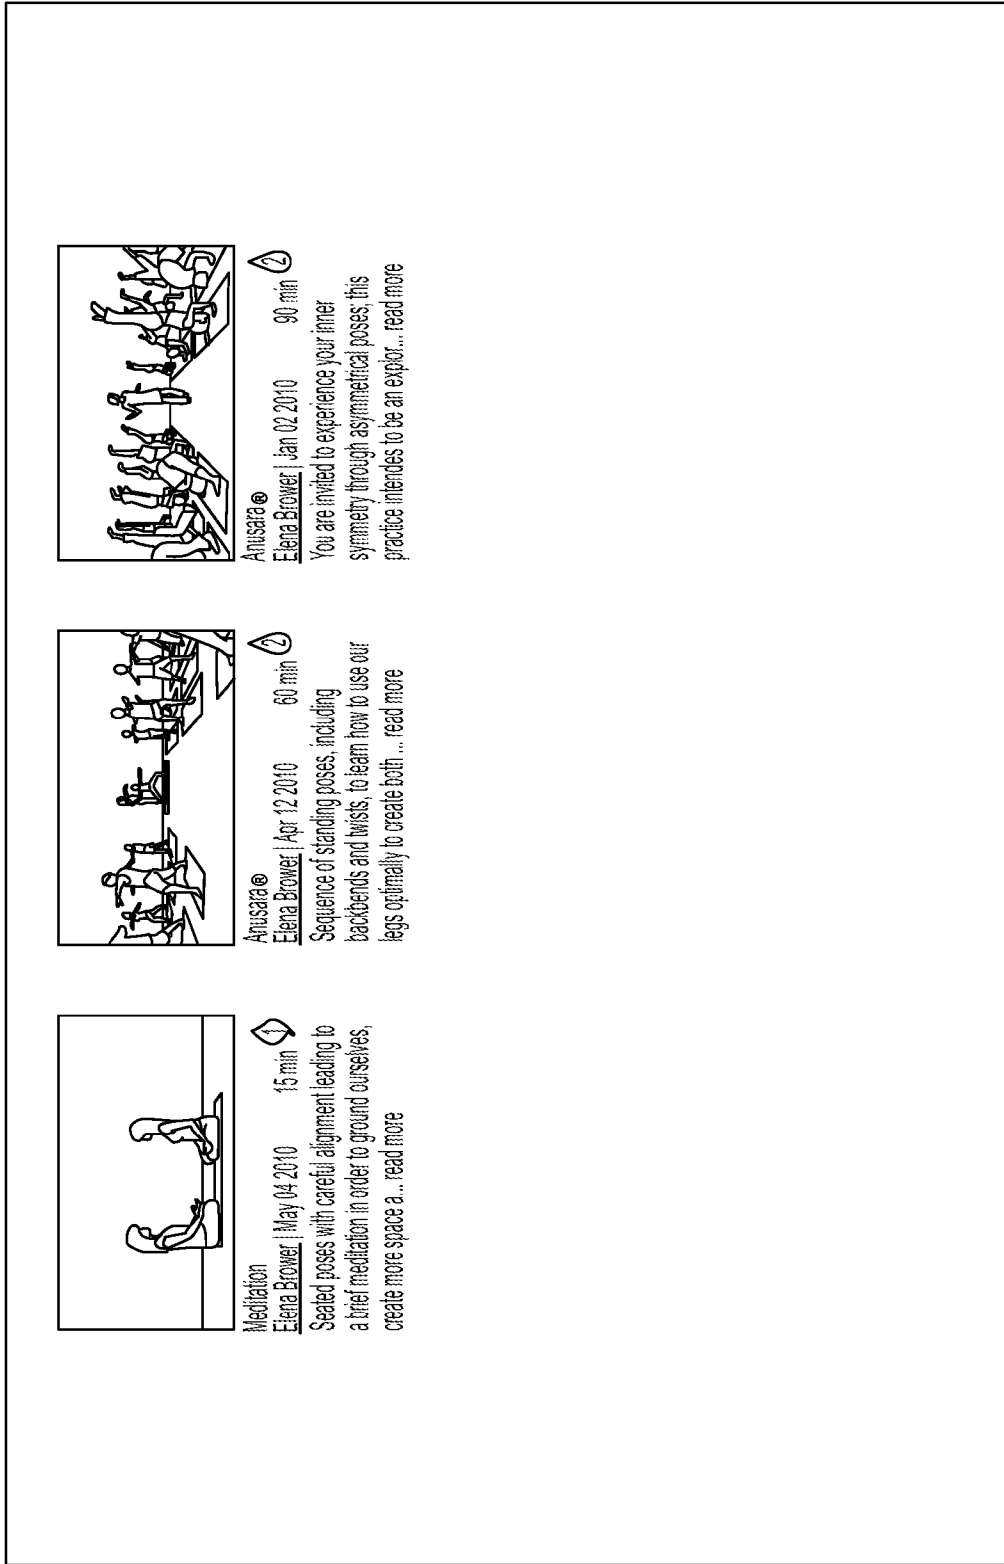 Meditation
Elena Brower | May 04 2010 15 min 1
Seated poses with careful alignment leading to
a brief meditation in order to ground ourselves,
create more space a... read more
Anusara®
Elena Brower | Apr 12 2010 60 min 2
Sequence of standing poses, including
backbends and twists, to learn how to use our
legs optimally to create both ... read more
Anusara®
Elena Brower | Jan 02 2010 90 min 2
You are invited to experience your inner
symmetry through asymmetrical poses; this
practice intendes to be an explor... read more